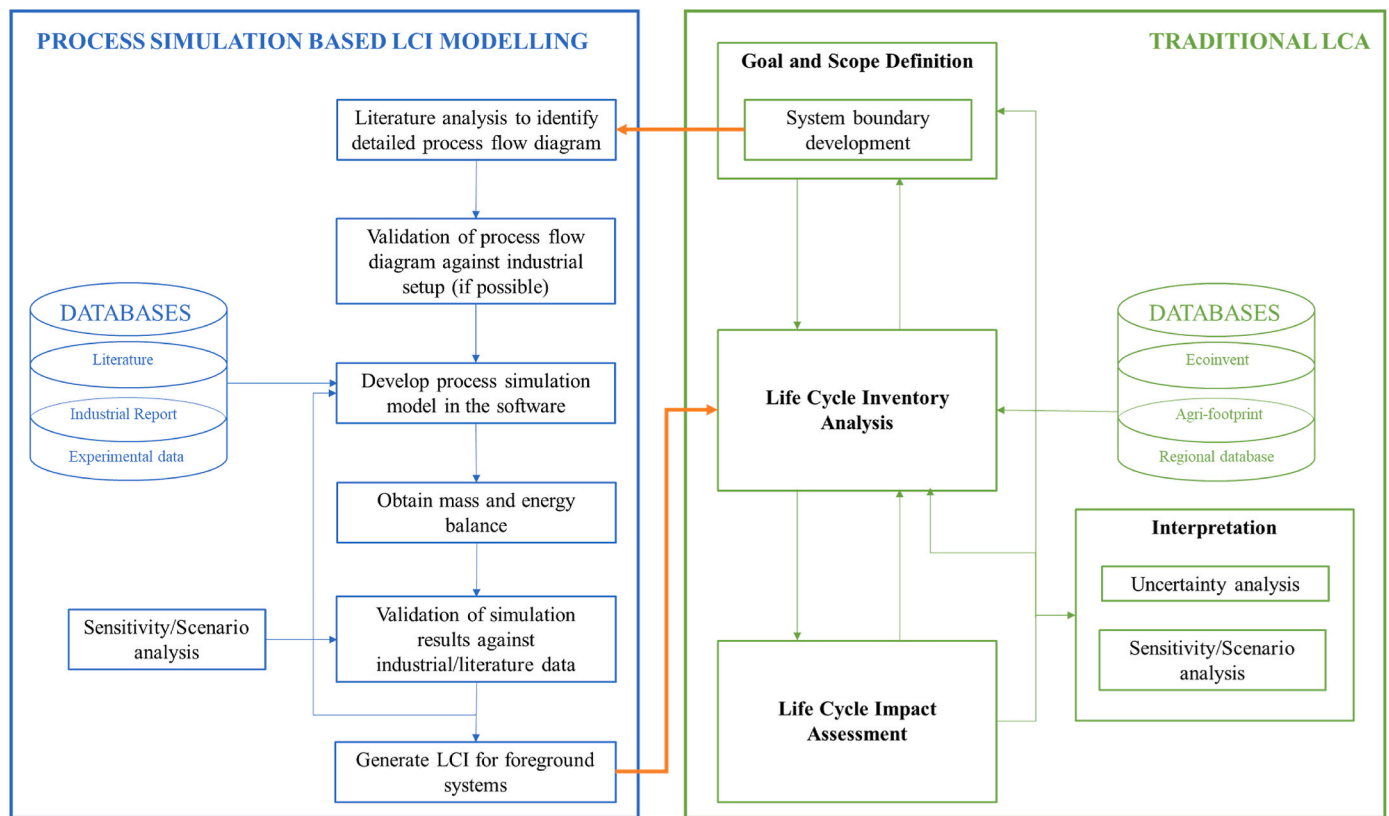 PROCESS SIMULATION BASED LCI MODELLING
Literature analysis to identify
detailed process flow diagram
Validation of process flow
diagram against industrial
setup (if possible)
DATABASES
Literature
Industrial Report
Experimental data
Develop process simulation
model in the software
Obtain mass and energy
balance
Sensitivity/Scenario
analysis
Validation of simulation
results against
industrial/literature data
Generate LCI for foreground
systems
TRADITIONAL LCA
Goal and Scope Definition
System boundary
development
Life Cycle Inventory
Analysis
DATABASES
Ecoinvent
Agri-footprint
Regional database
Interpretation
Uncertainty analysis
Sensitivity/Scenario
analysis
Life Cycle Impact
Assessment